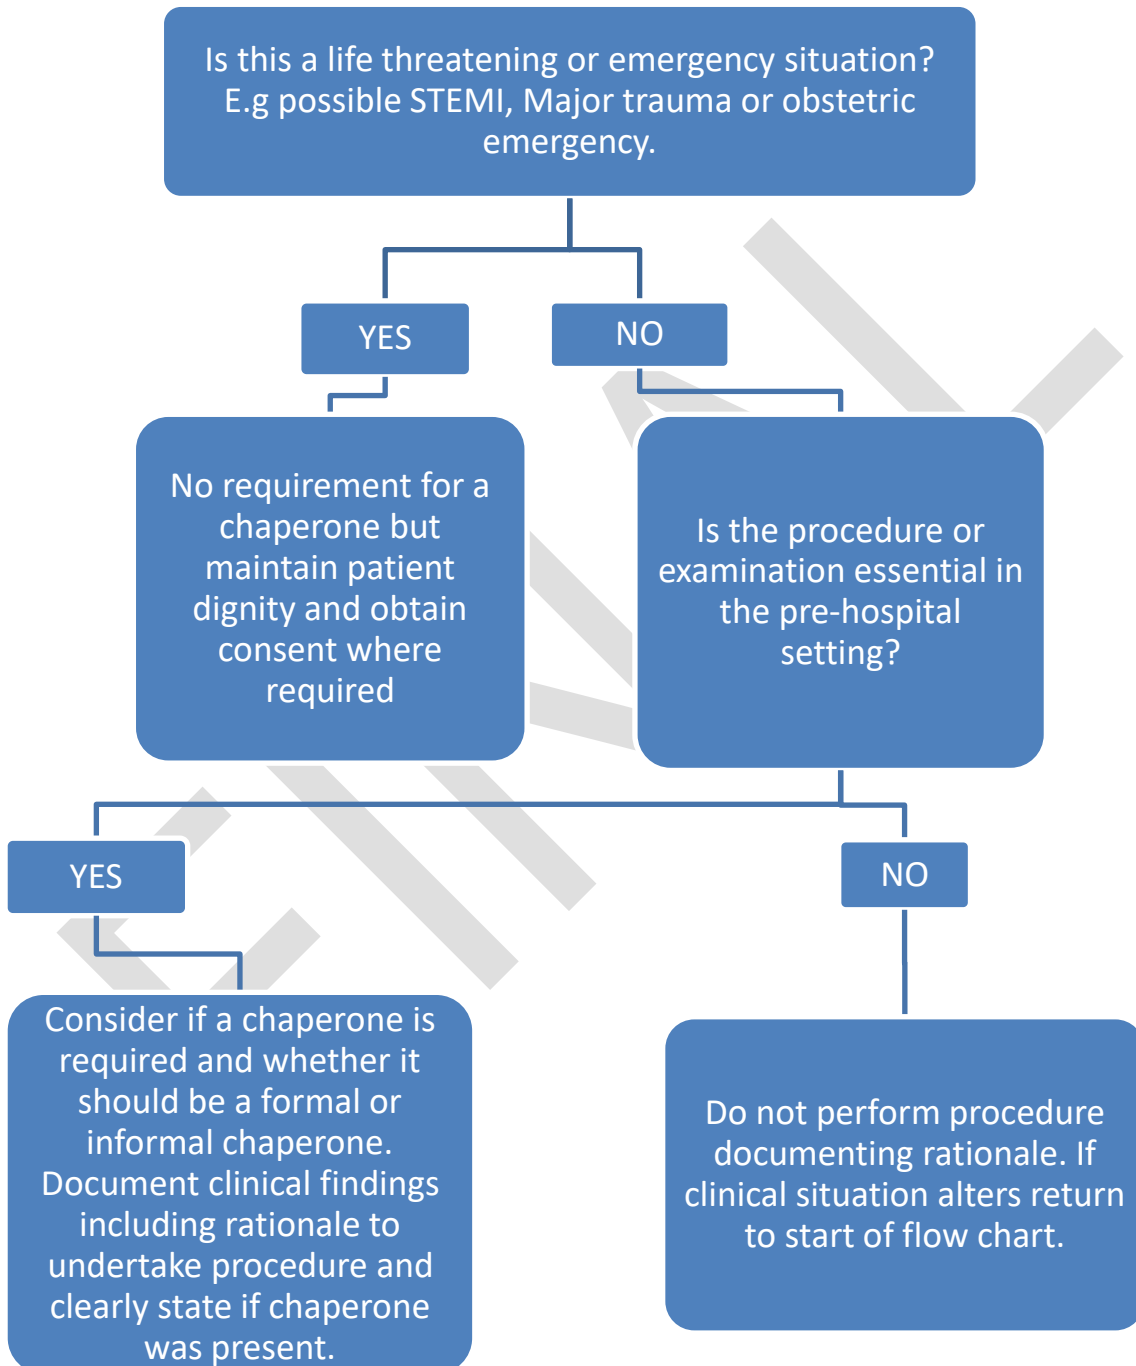 Is this a life threatening or emergency situation?
E.g possible STEMI, Major trauma or obstetric
emergency.
YES
NO
No requirement for a
chaperone but
maintain patient
dignity and obtain
consent where
required
Is the procedure or
examination essential in
the pre-hospital
setting?
YES
NO
Consider if a chaperone is
required and whether it
should be a formal or
informal chaperone.
Document clinical findings
including rationale to
undertake procedure and
clearly state if chaperone
was present.
Do not perform procedure
documenting rationale. If
clinical situation alters return
to start of flow chart.